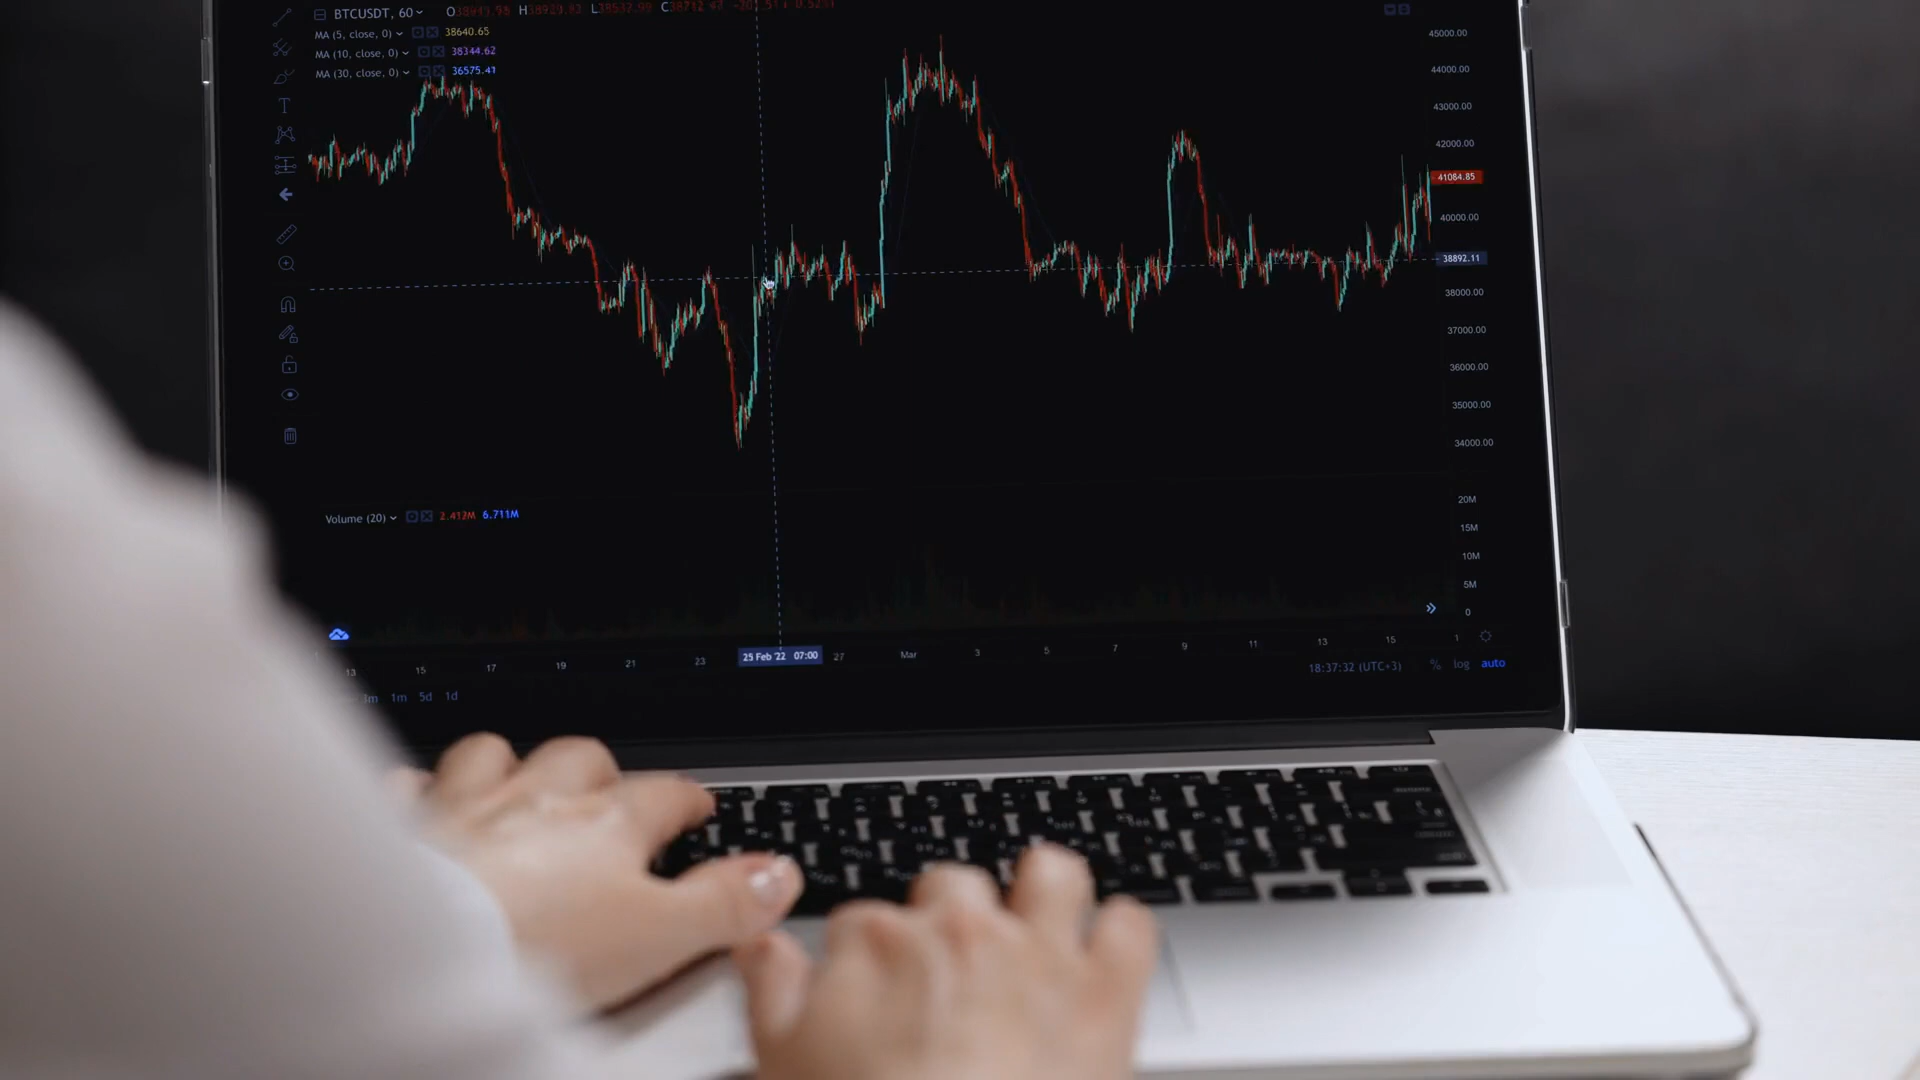 BTCUSDT, 60
MA (5, close, 0) 38640.65
MA (10, close, 0) 38344.62
MA (30, close, 0) 36575.41
45000.00
44000.00
43000.00
42000.00
41084.85
40000.00
38892.11
38000.00
37000.00
36000.00
35000.00
34000.00
Volume (20) 2.412M 6.711M
20M
15M
10M
5M
0
13 15 17 19 21 23 25 Feb '22 07:00 27 Mar 3 5 7 9 11 13 15 1
18:37:32 (UTC+3) % log auto
3m 1m 5d 1d